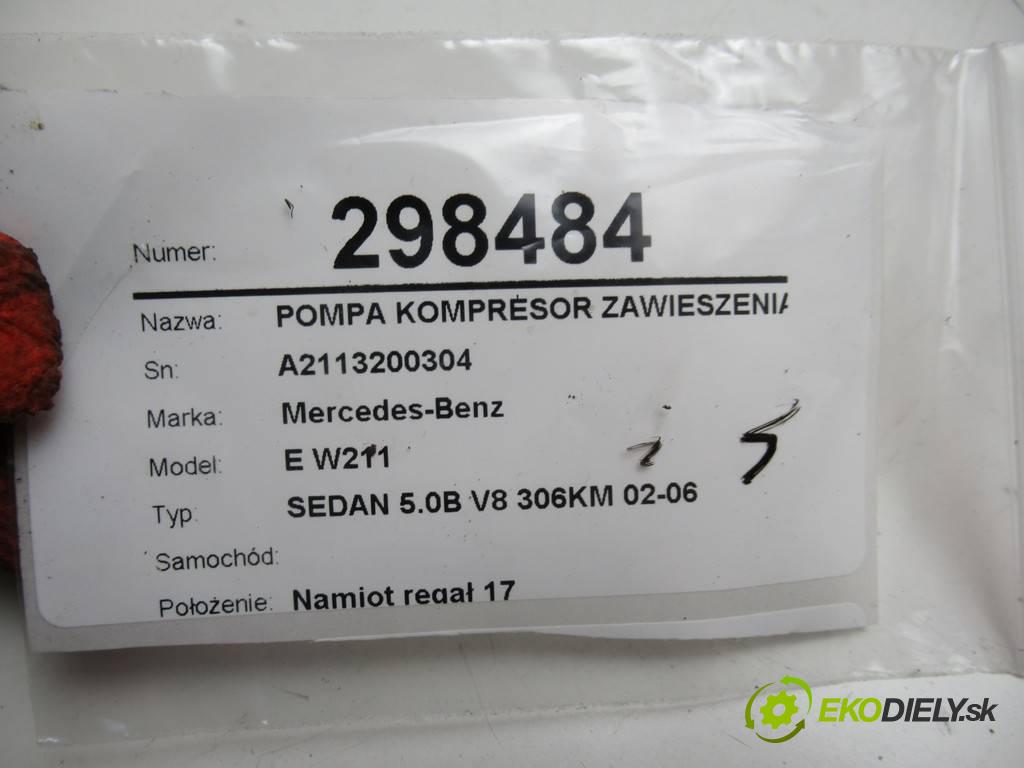 Numer: 298484
Nazwa: POMPA KOMPRESOR ZAWIESZENIA
Sn: A2113200304
Marka: Mercedes-Benz
Model: E W211
Typ: SEDAN 5.0B V8 306KM 02-06
Samochód:
Położenie: Namiot regał 17
EKODIELY.sk